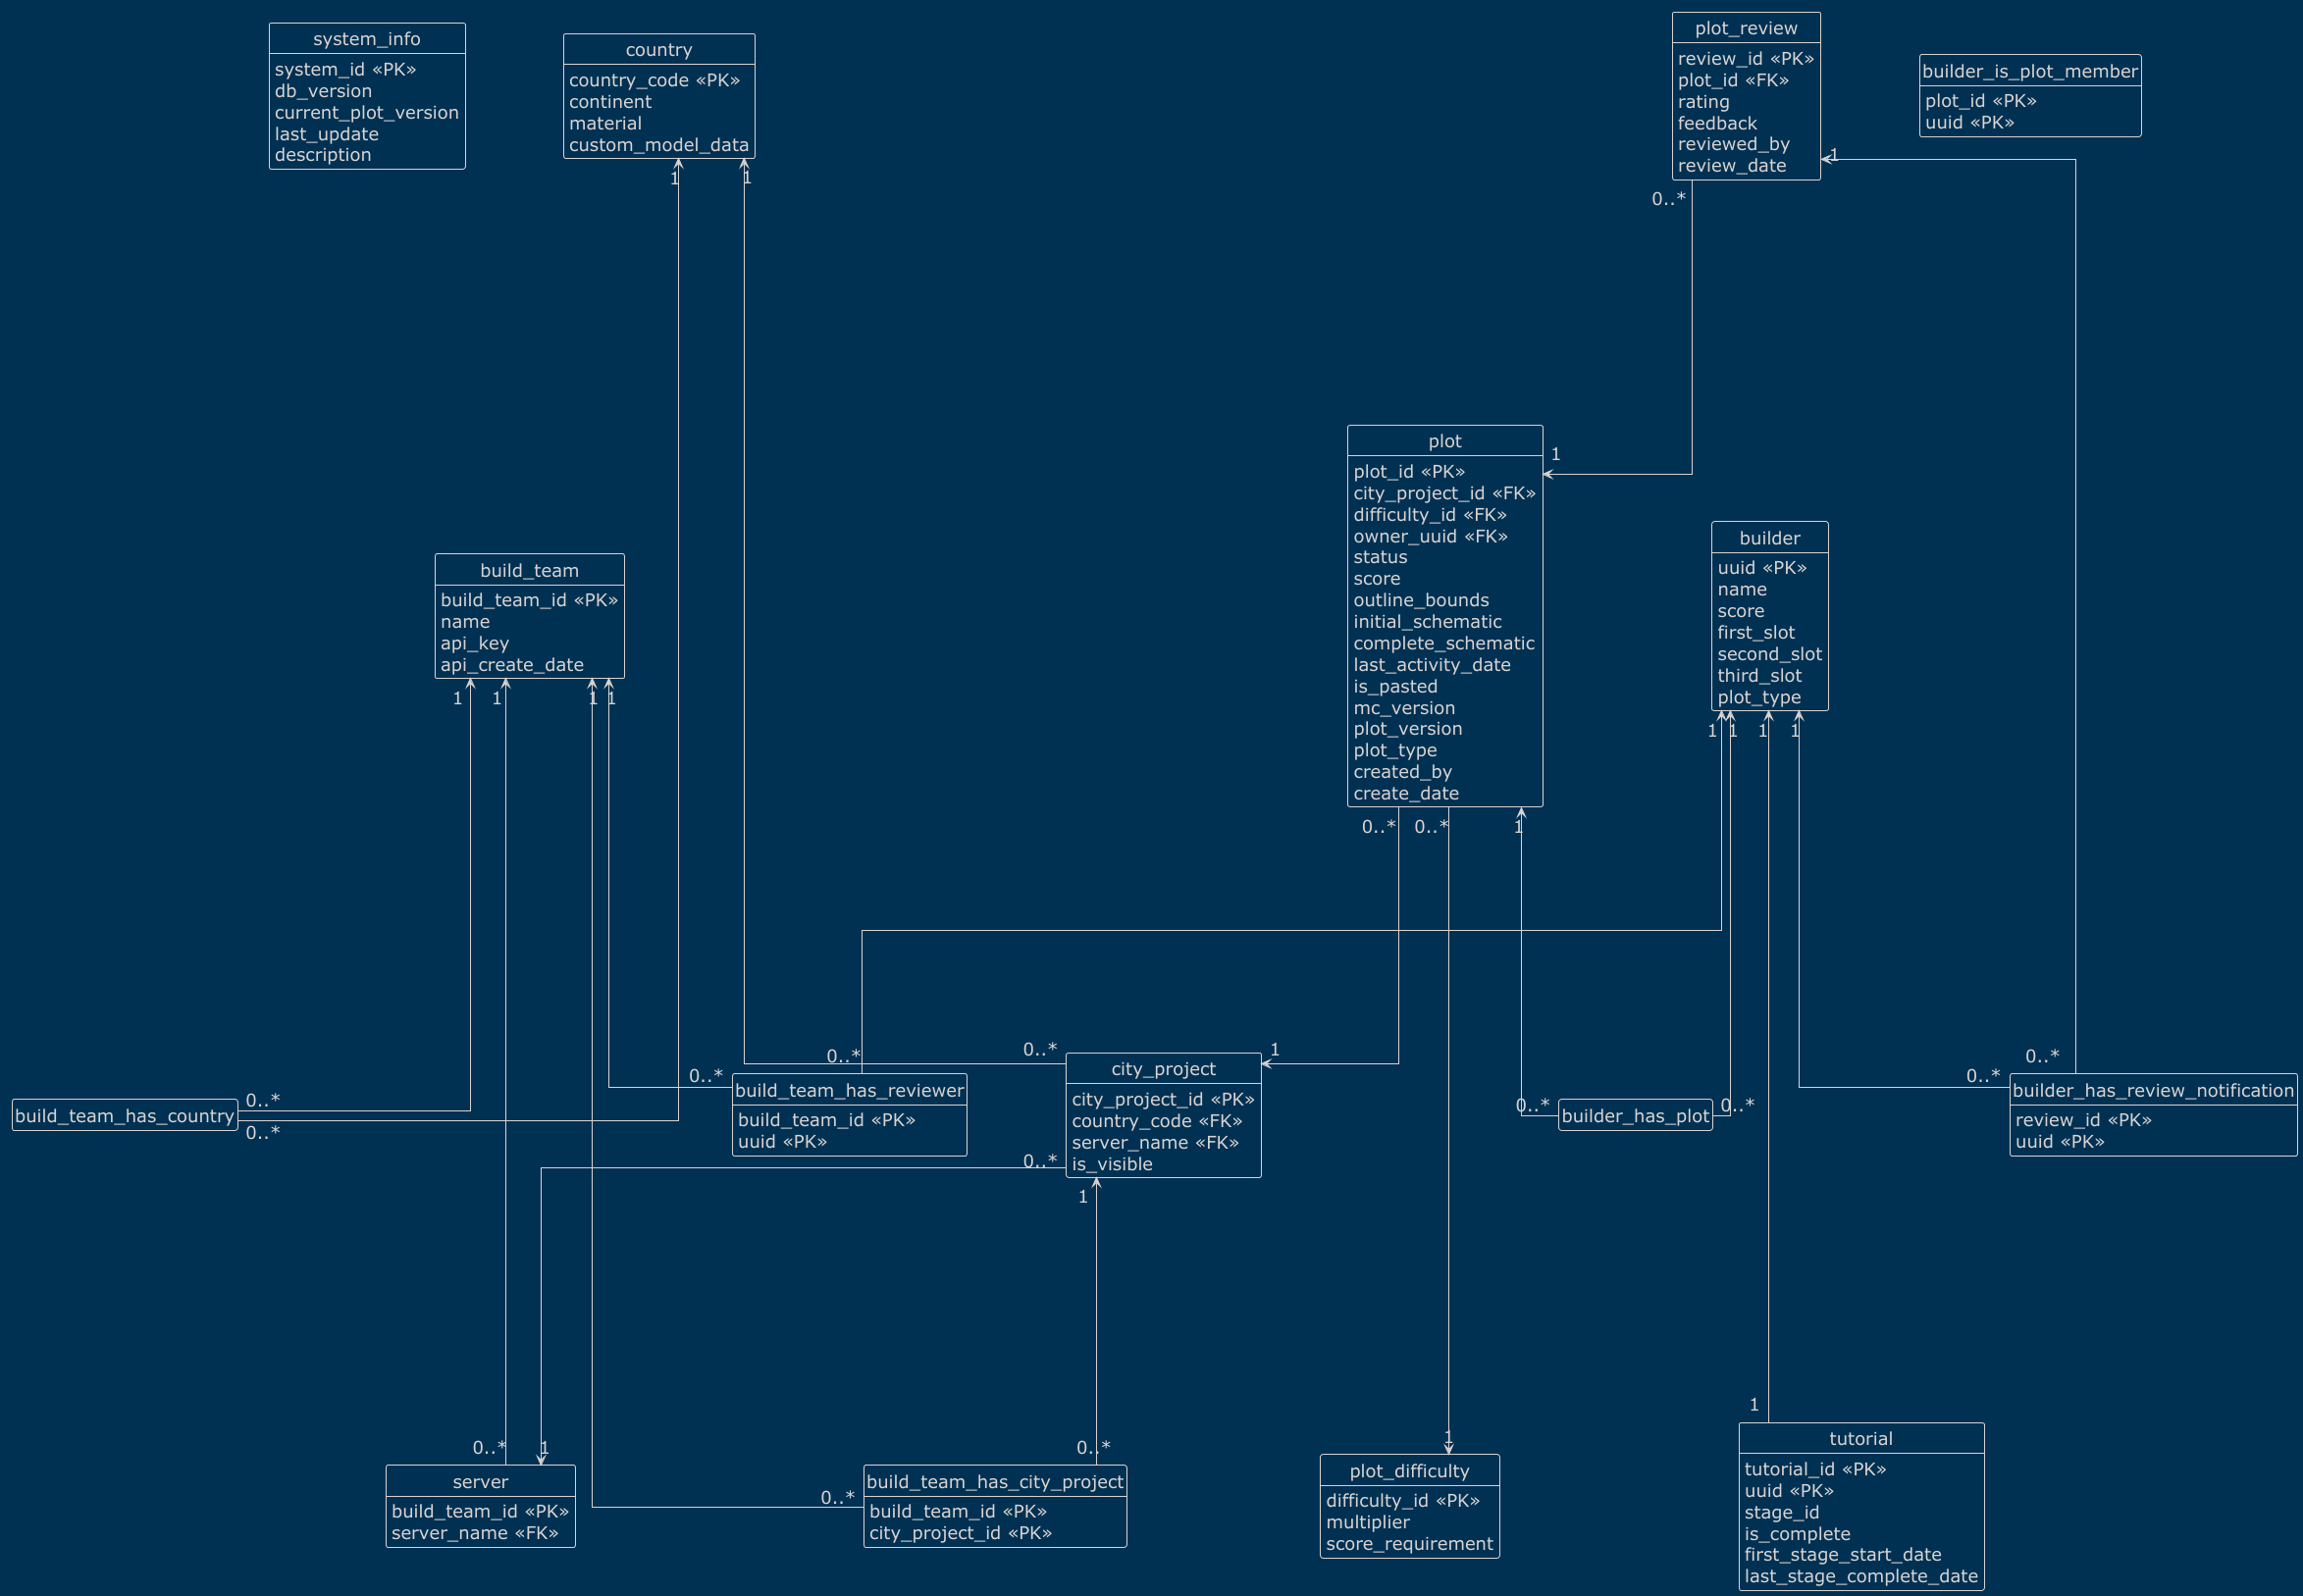 system_info
system_id «PK»
db_version
current_plot_version
last_update
description
country
country_code «PK»
continent
material
custom_model_data
1
1
plot_review
review_id «PK»
plot_id «FK»
rating
feedback
reviewed_by
review_date
0..*
1
builder_is_plot_member
plot_id «PK»
uuid «PK»
plot
plot_id «PK»
city_project_id «FK»
difficulty_id «FK»
owner_uuid «FK»
status
score
outline_bounds
initial_schematic
complete_schematic
last_activity_date
is_pasted
mc_version
plot_version
plot_type
created_by
create_date
1
0..*
0..*
1
builder
uuid «PK»
name
score
first_slot
second_slot
third_slot
plot_type
1
1
1
1
build_team
build_team_id «PK»
name
api_key
api_create_date
1
1
1
1
build_team_has_country
0..*
0..*
build_team_has_reviewer
build_team_id «PK»
uuid «PK»
0..*
0..*
city_project
city_project_id «PK»
country_code «FK»
server_name «FK»
is_visible
0..*
1
0..*
1
builder_has_plot
0..*
0..*
builder_has_review_notification
review_id «PK»
uuid «PK»
0..*
0..*
server
build_team_id «PK»
server_name «FK»
0..*
1
build_team_has_city_project
build_team_id «PK»
city_project_id «PK»
0..*
0..*
plot_difficulty
difficulty_id «PK»
multiplier
score_requirement
1
tutorial
tutorial_id «PK»
uuid «PK»
stage_id
is_complete
first_stage_start_date
last_stage_complete_date
1